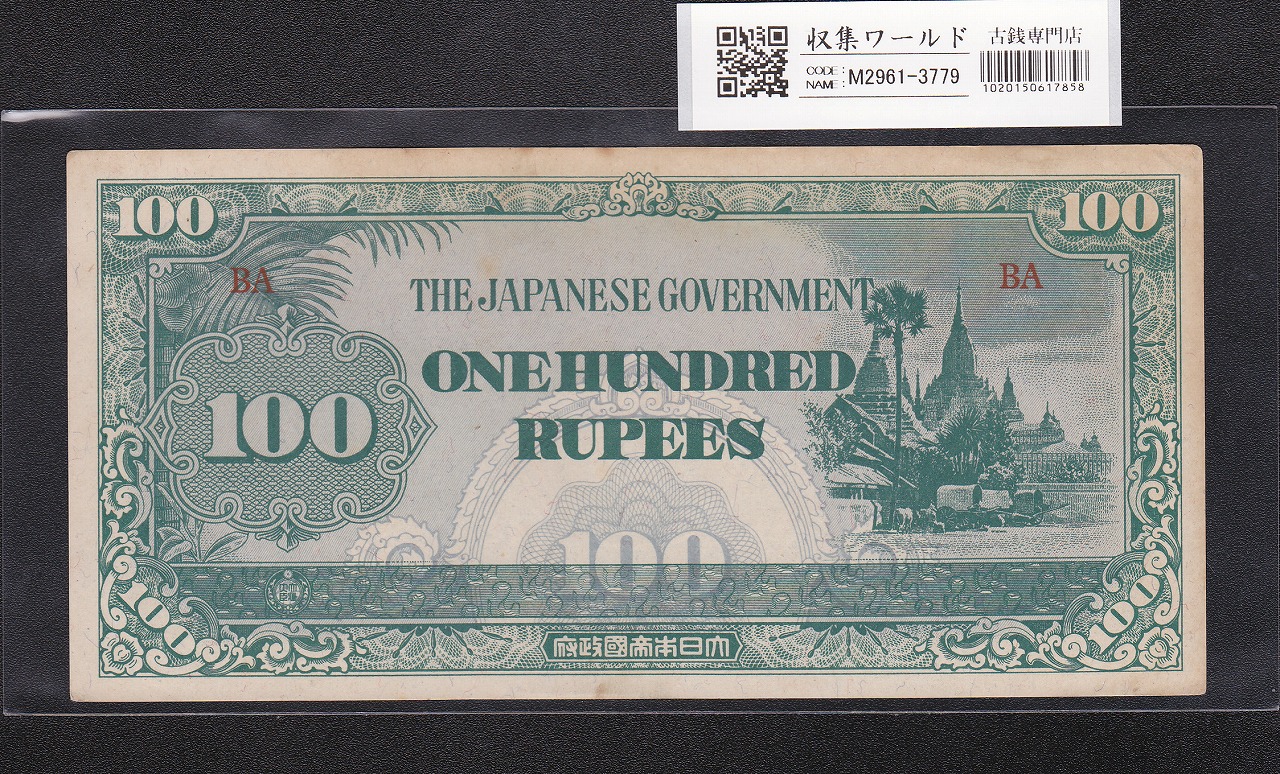 収集ワールド 古銭専門店
CODE NAME : M2961-3779
1020150617858
100 100
BA BA
THE JAPANESE GOVERNMENT
ONE HUNDRED
RUPEES
100
100
100 100
府政國帝本日大